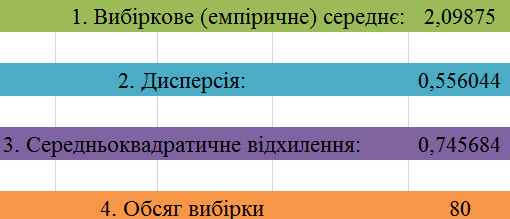 1. Вибіркове (емпіричне) середнє: 2,09875
2. Дисперсія: 0,556044
3. Середньоквадратичне відхилення: 0,745684
4. Обсяг вибірки 80